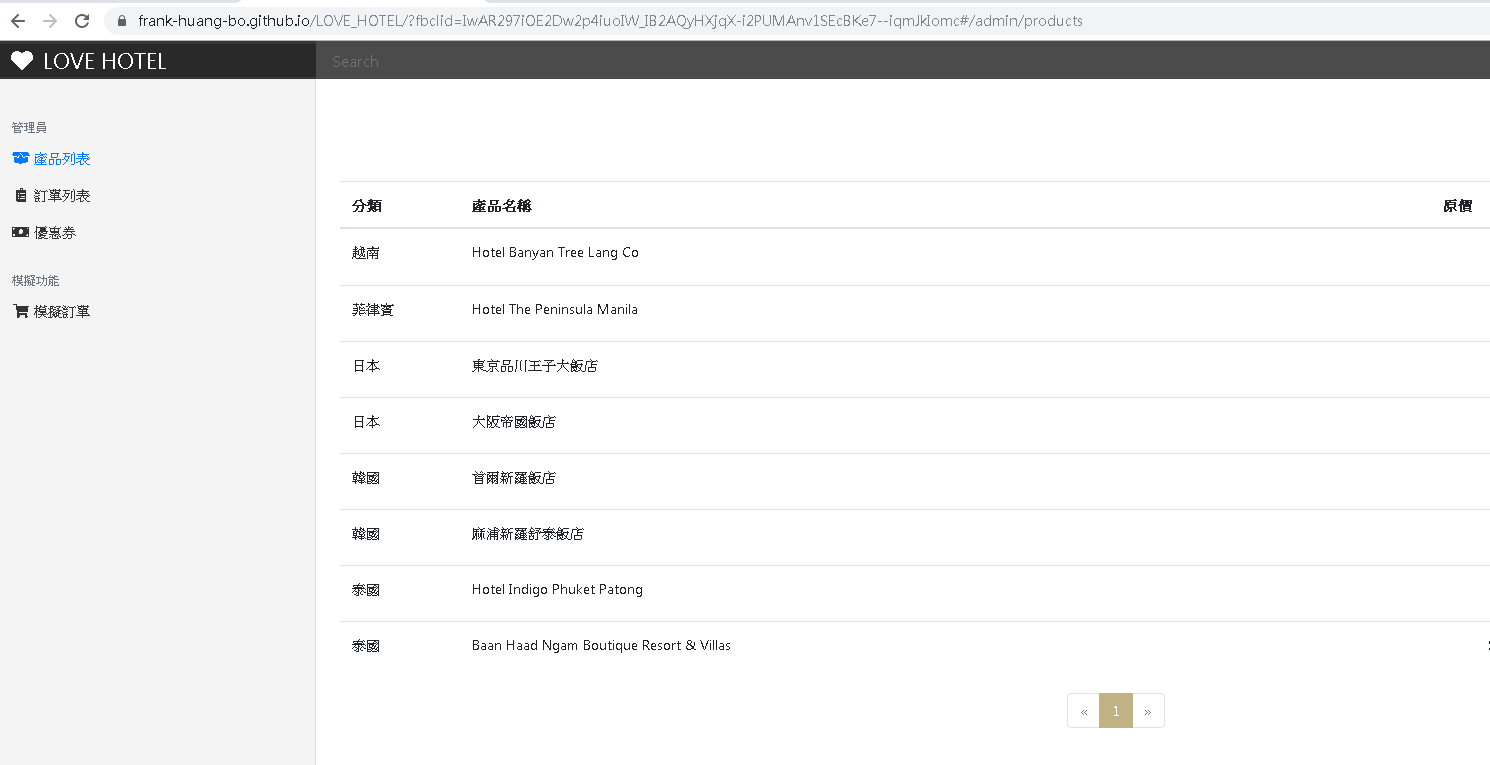 frank-huang-bo.github.io/LOVE_HOTEL/?fbclid=IwAR297iOE2Dw2p4iuoIW_IB2AQyHXjqX-i2PUMAnv1SEcBKe7--iqmJkIomc#/admin/products
LOVE HOTEL
Search
管理員
產品列表
訂單列表
優惠券
模擬功能
模擬訂單
分類 產品名稱 原價
越南 Hotel Banyan Tree Lang Co
菲律賓 Hotel The Peninsula Manila
日本 東京品川王子大飯店
日本 大阪帝國飯店
韓國 首爾新羅飯店
韓國 麻浦新羅舒泰飯店
泰國 Hotel Indigo Phuket Patong
泰國 Baan Haad Ngam Boutique Resort & Villas
« 1 »